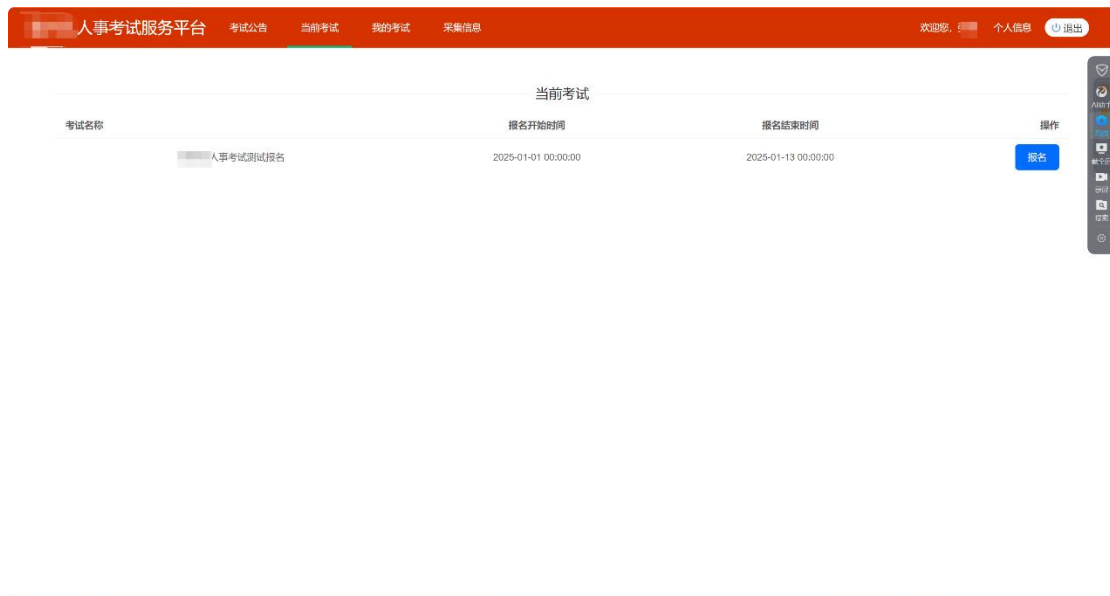 人事考试服务平台 考试公告 当前考试 我的考试 采集信息 欢迎您, 个人信息 退出
当前考试
考试名称 报名开始时间 报名结束时间 操作
人事考试测试报名 2025-01-01 00:00:00 2025-01-13 00:00:00 报名